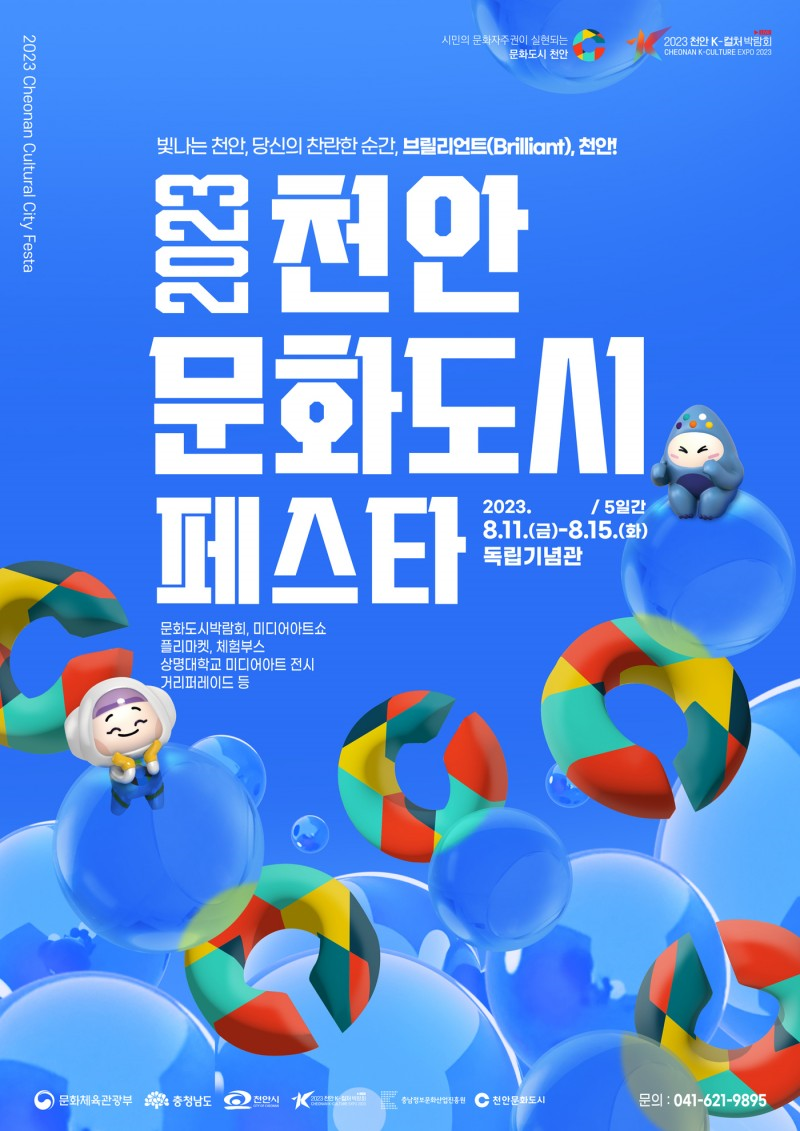 시민의 문화자주권이 실현되는
문화도시 천안
2023 천안 K-컬처 박람회
CHEONAN K-CULTURE EXPO 2023
2023 Cheonan Cultural City Festa
빛나는 천안, 당신의 찬란한 순간, 브릴리언트(Brilliant), 천안!
2023 천안
문화도시
페스타
2023. / 5일간
8.11.(금)-8.15.(화)
독립기념관
문화도시박람회, 미디어아트쇼
플리마켓, 체험부스
상명대학교 미디어아트 전시
거리퍼레이드 등
문화체육관광부 충청남도 천안시 2023 천안 K-컬처 박람회 충남정보문화산업진흥원 천안문화도시
문의 : 041-621-9895